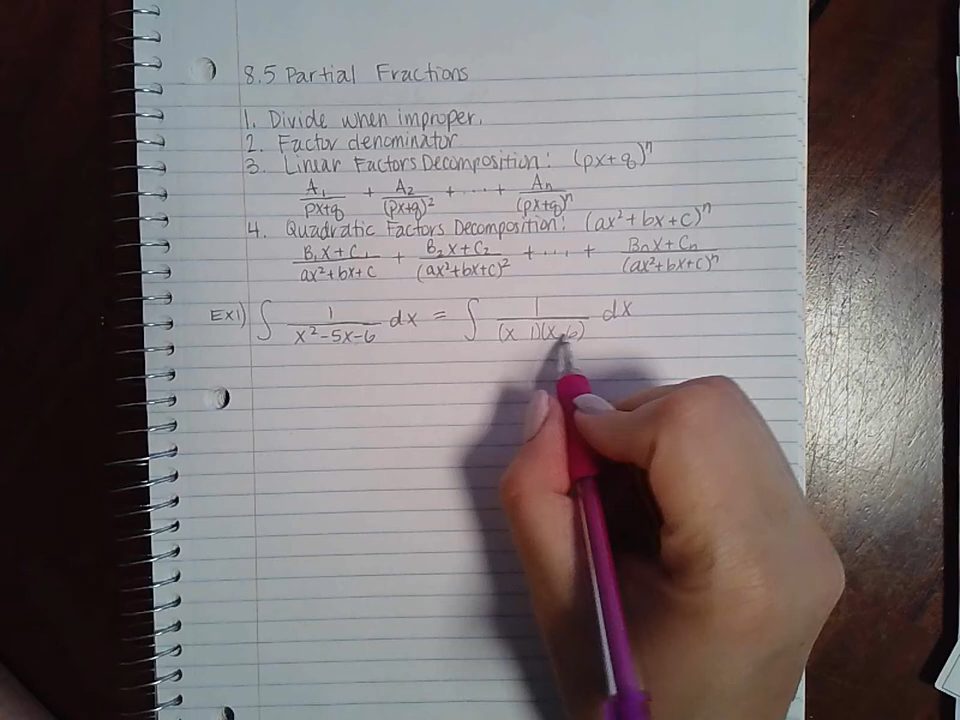 8.5 Partial Fractions
1. Divide when improper.
2. Factor denominator
3. Linear Factors Decomposition: (px+q)^n
A₁/(px+q) + A₂/(px+q)² + .... + Aₙ/(px+q)ⁿ
4. Quadratic Factors Decomposition: (ax²+bx+c)^n
(B₁x+C₁)/(ax²+bx+c) + (B₂x+C₂)/(ax²+bx+c)² + .... + (Bₙx+Cₙ)/(ax²+bx+c)ⁿ
EX1) ∫ 1/(x²-5x-6) dx = ∫ 1/((x 1)(x 6)) dx